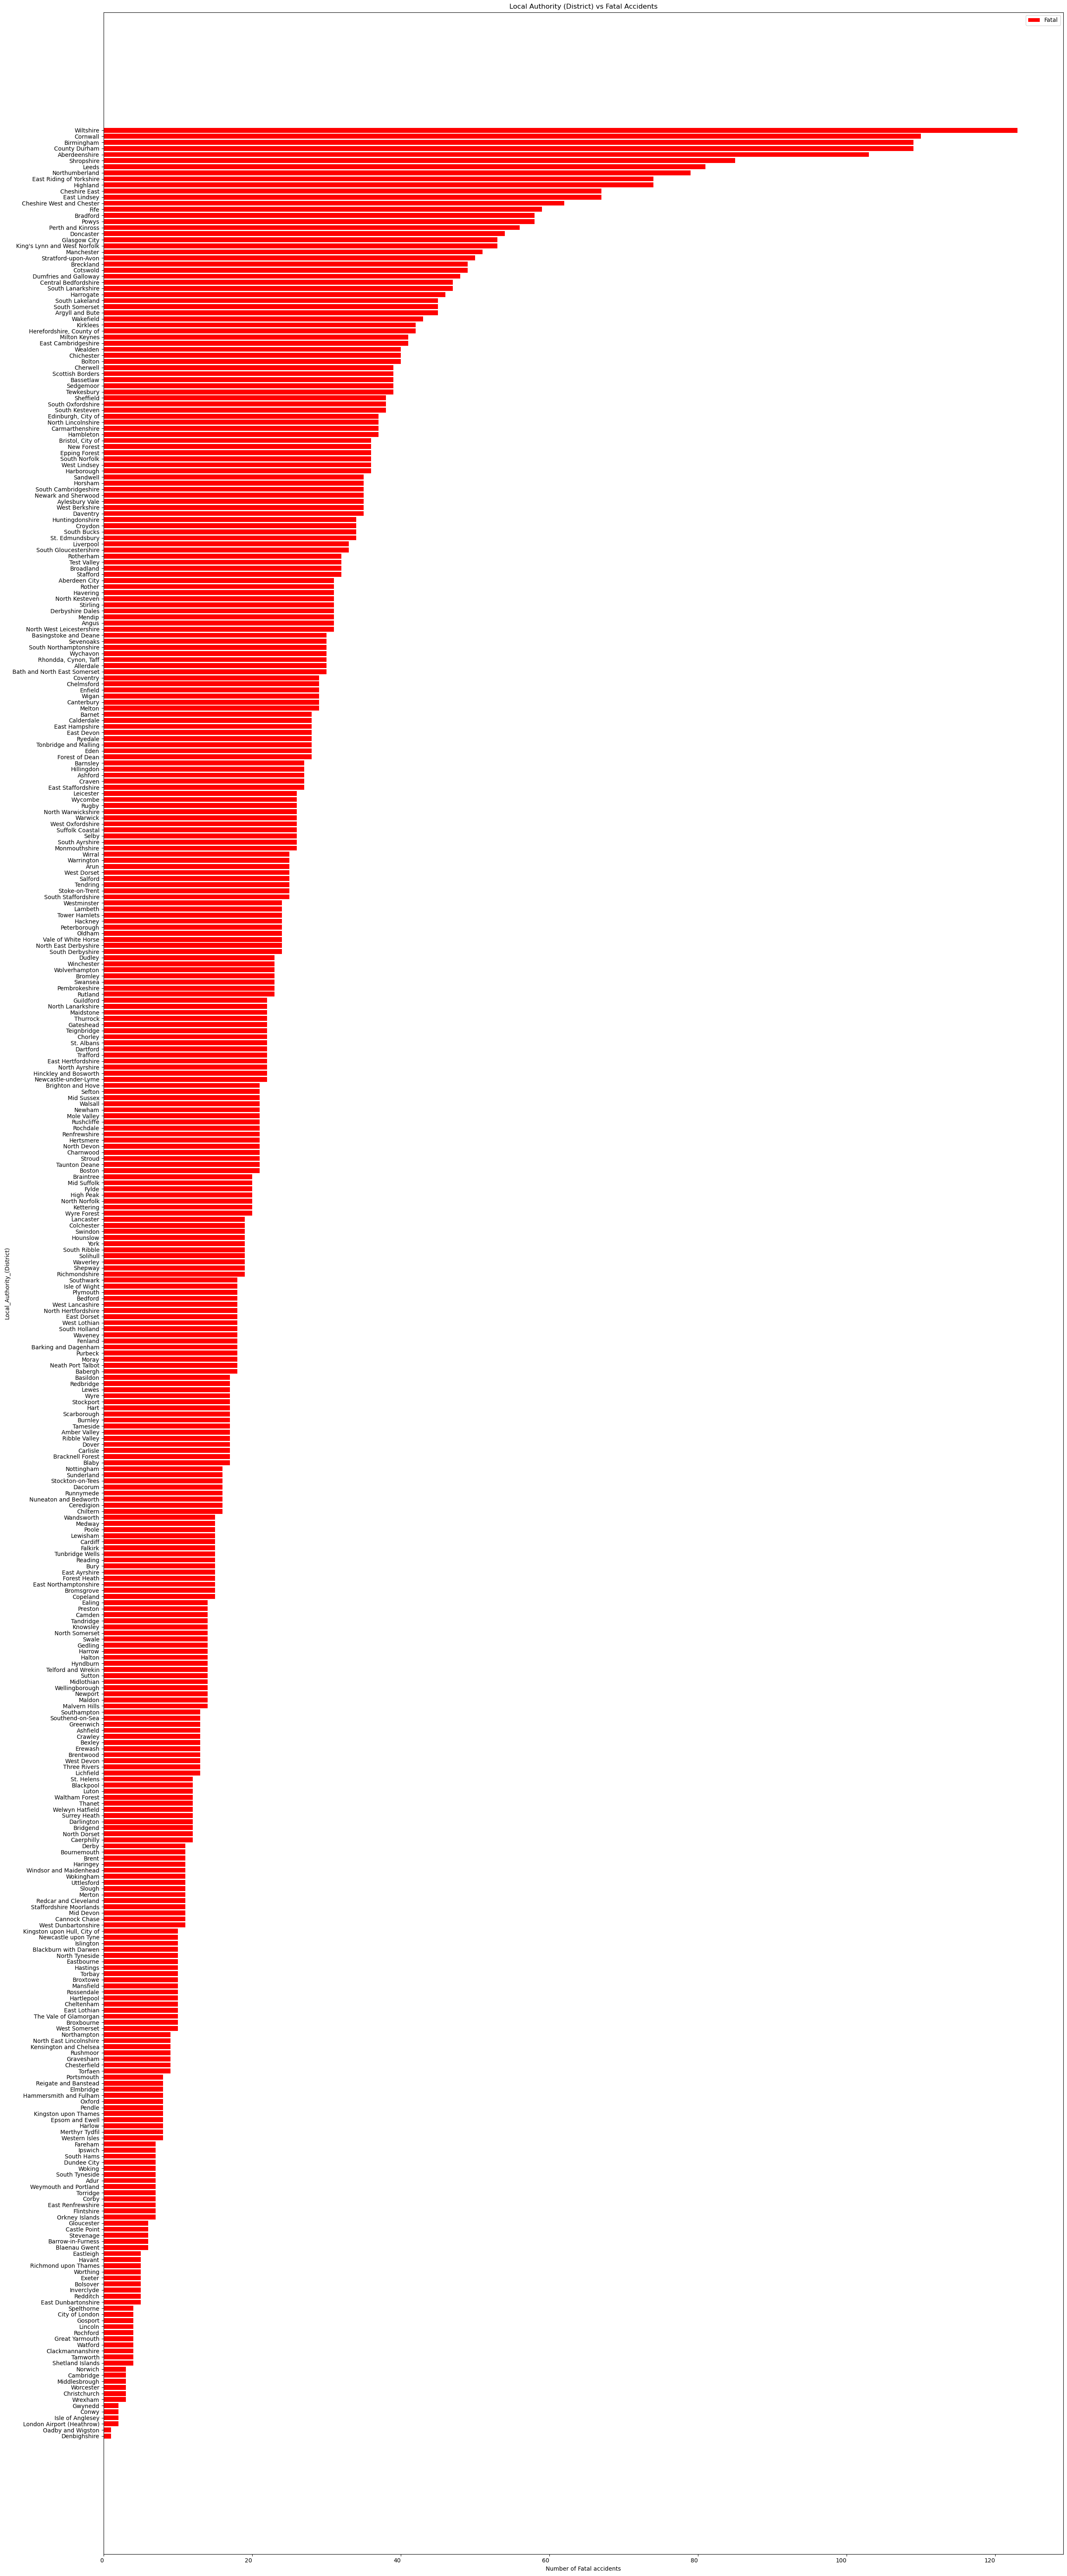 Local Authority (District) vs Fatal Accidents
Fatal
Wiltshire
Cornwall
Birmingham
County Durham
Aberdeenshire
Shropshire
Leeds
Northumberland
East Riding of Yorkshire
Highland
Cheshire East
East Lindsey
Cheshire West and Chester
Fife
Bradford
Powys
Perth and Kinross
Doncaster
Glasgow City
King's Lynn and West Norfolk
Manchester
Stratford-upon-Avon
Breckland
Cotswold
Dumfries and Galloway
Central Bedfordshire
South Lanarkshire
Harrogate
South Lakeland
South Somerset
Argyll and Bute
Wakefield
Kirklees
Herefordshire, County of
Milton Keynes
East Cambridgeshire
Wealden
Chichester
Bolton
Cherwell
Scottish Borders
Bassetlaw
Sedgemoor
Tewkesbury
Sheffield
South Oxfordshire
South Kesteven
Edinburgh, City of
North Lincolnshire
Carmarthenshire
Hambleton
Bristol, City of
New Forest
Epping Forest
South Norfolk
West Lindsey
Harborough
Sandwell
Horsham
South Cambridgeshire
Newark and Sherwood
Aylesbury Vale
West Berkshire
Daventry
Huntingdonshire
Croydon
South Bucks
St. Edmundsbury
Liverpool
South Gloucestershire
Rotherham
Test Valley
Broadland
Stafford
Aberdeen City
Rother
Havering
North Kesteven
Stirling
Derbyshire Dales
Mendip
Angus
North West Leicestershire
Basingstoke and Deane
Sevenoaks
South Northamptonshire
Wychavon
Rhondda, Cynon, Taff
Allerdale
Bath and North East Somerset
Coventry
Chelmsford
Enfield
Wigan
Canterbury
Melton
Barnet
Calderdale
East Hampshire
East Devon
Ryedale
Tonbridge and Malling
Eden
Forest of Dean
Barnsley
Hillingdon
Ashford
Craven
East Staffordshire
Leicester
Wycombe
Rugby
North Warwickshire
Warwick
West Oxfordshire
Suffolk Coastal
Selby
South Ayrshire
Monmouthshire
Wirral
Warrington
Arun
West Dorset
Salford
Tendring
Stoke-on-Trent
South Staffordshire
Westminster
Lambeth
Tower Hamlets
Hackney
Peterborough
Oldham
Vale of White Horse
North East Derbyshire
South Derbyshire
Dudley
Winchester
Wolverhampton
Bromley
Swansea
Pembrokeshire
Rutland
Guildford
North Lanarkshire
Maidstone
Thurrock
Gateshead
Teignbridge
Chorley
St. Albans
Dartford
Trafford
East Hertfordshire
North Ayrshire
Hinckley and Bosworth
Newcastle-under-Lyme
Brighton and Hove
Sefton
Mid Sussex
Walsall
Newham
Mole Valley
Rushcliffe
Rochdale
Renfrewshire
Hertsmere
North Devon
Charnwood
Stroud
Taunton Deane
Boston
Braintree
Mid Suffolk
Fylde
High Peak
North Norfolk
Kettering
Wyre Forest
Lancaster
Colchester
Swindon
Hounslow
York
South Ribble
Solihull
Waverley
Shepway
Richmondshire
Southwark
Isle of Wight
Plymouth
Bedford
West Lancashire
North Hertfordshire
East Dorset
West Lothian
South Holland
Waveney
Fenland
Barking and Dagenham
Purbeck
Moray
Neath Port Talbot
Babergh
Basildon
Redbridge
Lewes
Wyre
Stockport
Hart
Scarborough
Burnley
Tameside
Amber Valley
Ribble Valley
Dover
Carlisle
Bracknell Forest
Blaby
Nottingham
Sunderland
Stockton-on-Tees
Dacorum
Runnymede
Nuneaton and Bedworth
Ceredigion
Chiltern
Wandsworth
Medway
Poole
Lewisham
Cardiff
Falkirk
Tunbridge Wells
Reading
Bury
East Ayrshire
Forest Heath
East Northamptonshire
Bromsgrove
Copeland
Ealing
Preston
Camden
Tandridge
Knowsley
North Somerset
Swale
Gedling
Harrow
Halton
Hyndburn
Telford and Wrekin
Sutton
Midlothian
Wellingborough
Newport
Maldon
Malvern Hills
Southampton
Southend-on-Sea
Greenwich
Ashfield
Crawley
Bexley
Erewash
Brentwood
West Devon
Three Rivers
Lichfield
St. Helens
Blackpool
Luton
Waltham Forest
Thanet
Welwyn Hatfield
Surrey Heath
Darlington
Bridgend
North Dorset
Caerphilly
Derby
Bournemouth
Brent
Haringey
Windsor and Maidenhead
Wokingham
Uttlesford
Slough
Merton
Redcar and Cleveland
Staffordshire Moorlands
Mid Devon
Cannock Chase
West Dunbartonshire
Kingston upon Hull, City of
Newcastle upon Tyne
Islington
Blackburn with Darwen
North Tyneside
Eastbourne
Hastings
Torbay
Broxtowe
Mansfield
Rossendale
Hartlepool
Cheltenham
East Lothian
The Vale of Glamorgan
Broxbourne
West Somerset
Northampton
North East Lincolnshire
Kensington and Chelsea
Rushmoor
Gravesham
Chesterfield
Torfaen
Portsmouth
Reigate and Banstead
Elmbridge
Hammersmith and Fulham
Oxford
Pendle
Kingston upon Thames
Epsom and Ewell
Harlow
Merthyr Tydfil
Western Isles
Fareham
Ipswich
South Hams
Dundee City
Woking
South Tyneside
Adur
Weymouth and Portland
Torridge
Corby
East Renfrewshire
Flintshire
Orkney Islands
Gloucester
Castle Point
Stevenage
Barrow-in-Furness
Blaenau Gwent
Eastleigh
Havant
Richmond upon Thames
Worthing
Exeter
Bolsover
Inverclyde
Redditch
East Dunbartonshire
Spelthorne
City of London
Gosport
Lincoln
Rochford
Great Yarmouth
Watford
Clackmannanshire
Tamworth
Shetland Islands
Norwich
Cambridge
Middlesbrough
Worcester
Christchurch
Wrexham
Gwynedd
Conwy
Isle of Anglesey
London Airport (Heathrow)
Oadby and Wigston
Denbighshire
Local_Authority_(District)
0 20 40 60 80 100 120
Number of Fatal accidents